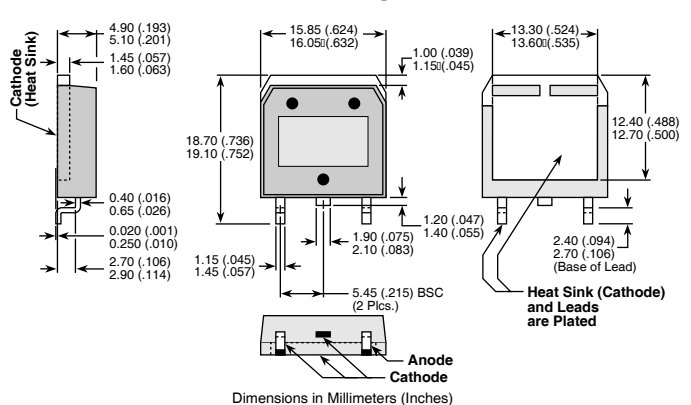 4.90 (.193)
5.10 (.201)
1.45 (.057)
1.60 (.063)
Cathode
(Heat Sink)
0.40 (.016)
0.65 (.026)
0.020 (.001)
0.250 (.010)
2.70 (.106)
2.90 (.114)
15.85 (.624)
16.05▯(.632)
1.00 (.039)
1.15▯(.045)
18.70 (.736)
19.10 (.752)
1.20 (.047)
1.40 (.055)
1.90 (.075)
2.10 (.083)
1.15 (.045)
1.45 (.057)
5.45 (.215) BSC
(2 Plcs.)
13.30 (.524)
13.60▯(.535)
12.40 (.488)
12.70 (.500)
2.40 (.094)
2.70 (.106)
(Base of Lead)
Heat Sink (Cathode)
and Leads
are Plated
Anode
Cathode
Dimensions in Millimeters (Inches)